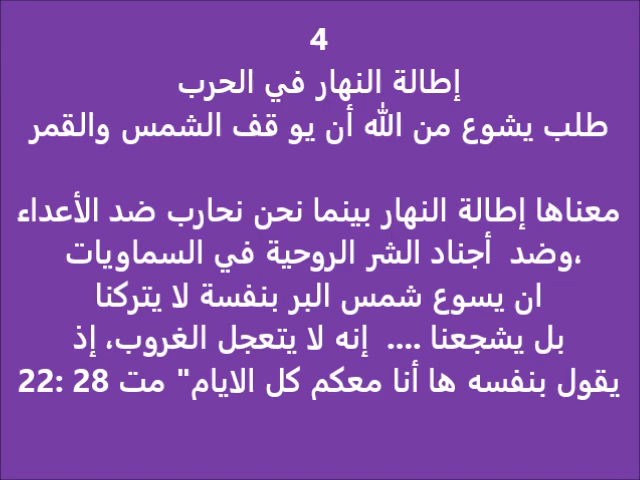 4
إطالة النهار في الحرب
طلب يشوع من الله أن يو قف الشمس والقمر
معناها إطالة النهار بينما نحن نحارب ضد الأعداء
،وضد أجناد الشر الروحية في السماويات
ان يسوع شمس البر بنفسة لا يتركنا
بل يشجعنا .... إنه لا يتعجل الغروب، إذ
يقول بنفسه ها أنا معكم كل الايام" مت 28 :22